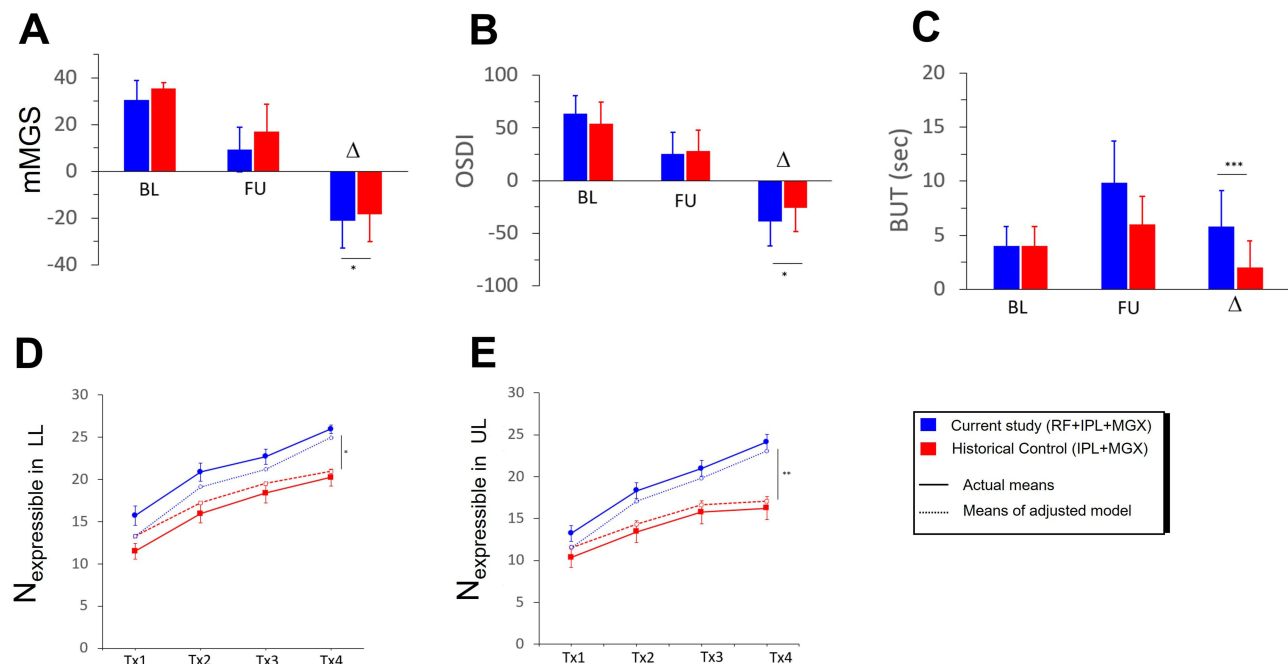 A
mMGS
40
20
0
-20
-40
BL
FU
Δ
*
B
OSDI
100
50
0
-50
-100
BL
FU
Δ
*
C
BUT (sec)
20
15
10
5
0
BL
FU
Δ
***
D
N expressible in LL
30
25
20
15
10
5
0
Tx1 Tx2 Tx3 Tx4
*
E
N expressible in UL
30
25
20
15
10
5
0
Tx1 Tx2 Tx3 Tx4
**
Current study (RF+IPL+MGX)
Historical Control (IPL+MGX)
Actual means
Means of adjusted model